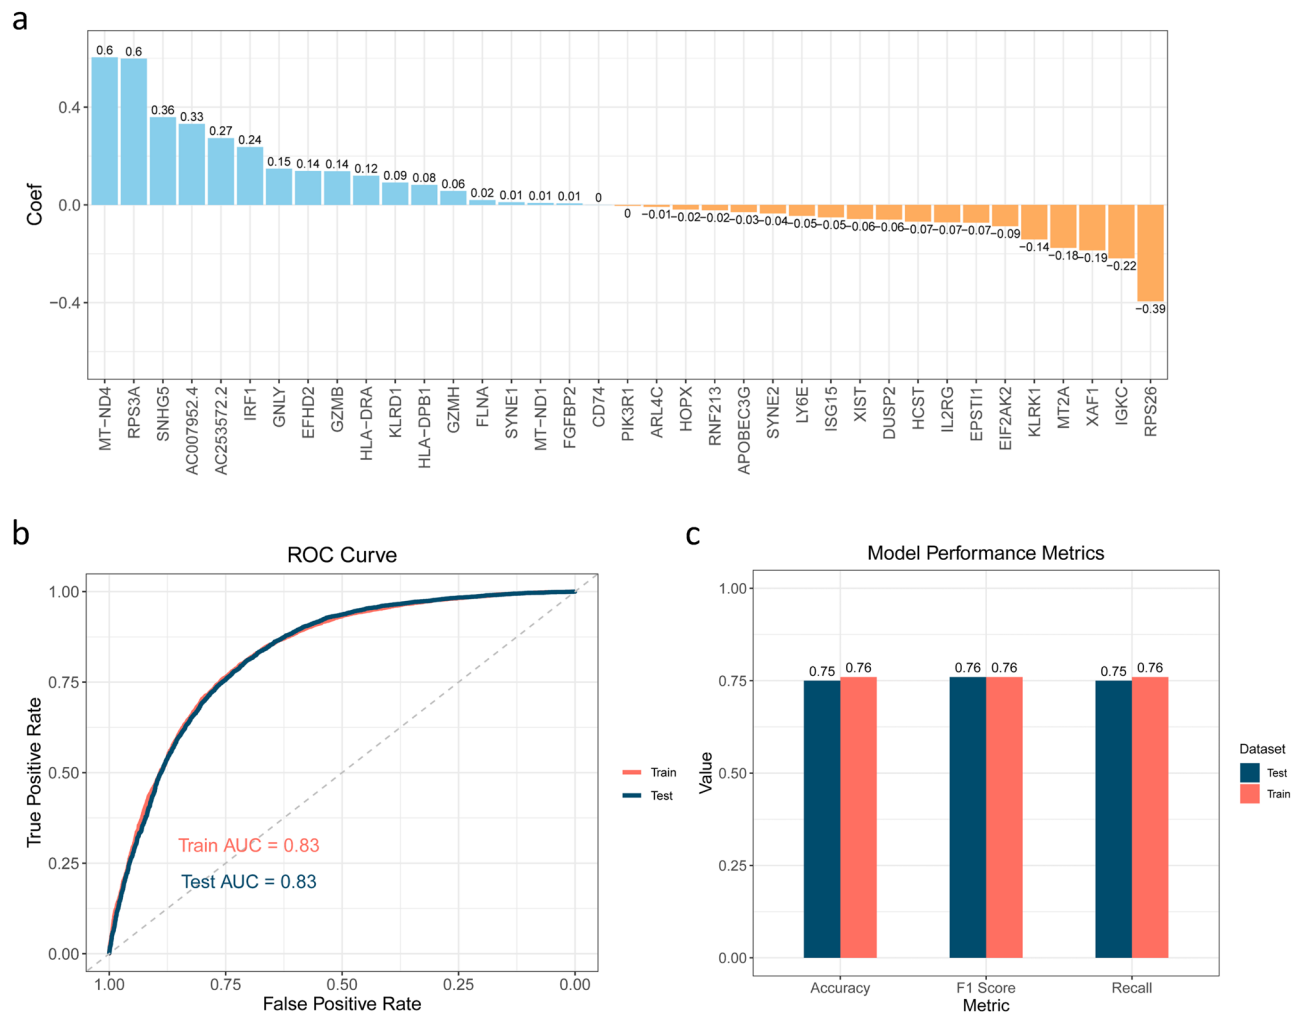 a
0.6 0.6 0.36 0.33 0.27 0.24 0.15 0.14 0.14 0.12 0.09 0.08 0.06 0.02 0.01 0.01 0.01 0
0 −0.01 −0.02 −0.02 −0.03 −0.04 −0.05 −0.05 −0.06 −0.06 −0.07 −0.07 −0.07 −0.09 −0.14 −0.18 −0.19 −0.22 −0.39
Coef
0.4
0.0
−0.4
MT−ND4
RPS3A
SNHG5
AC007952.4
AC253572.2
IRF1
GNLY
EFHD2
GZMB
HLA−DRA
KLRD1
HLA−DPB1
GZMH
FLNA
SYNE1
MT−ND1
FGFBP2
CD74
PIK3R1
ARL4C
HOPX
RNF213
APOBEC3G
SYNE2
LY6E
ISG15
XIST
DUSP2
HCST
IL2RG
EPSTI1
EIF2AK2
KLRK1
MT2A
XAF1
IGKC
RPS26
b
ROC Curve
True Positive Rate
1.00
0.75
0.50
0.25
0.00
Train AUC = 0.83
Test AUC = 0.83
1.00 0.75 0.50 0.25 0.00
False Positive Rate
Train
Test
c
Model Performance Metrics
Value
1.00
0.75
0.50
0.25
0.00
0.75 0.76 0.76 0.76 0.75 0.76
Accuracy F1 Score Recall
Metric
Dataset
Test
Train